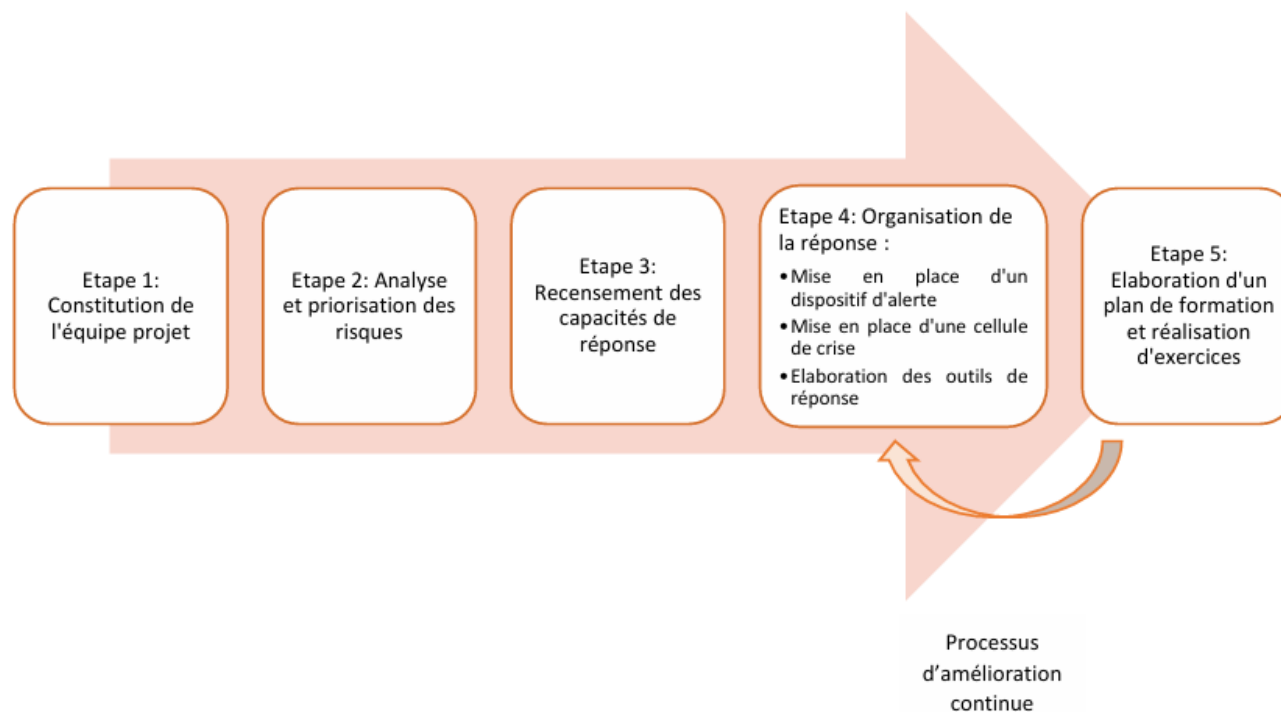 Etape 1:
Constitution de
l'équipe projet
Etape 2: Analyse
et priorisation des
risques
Etape 3:
Recensement des
capacités de
réponse
Etape 4: Organisation de
la réponse :
•Mise en place d'un
dispositif d'alerte
•Mise en place d'une cellule
de crise
•Elaboration des outils de
réponse
Etape 5:
Elaboration d'un
plan de formation
et réalisation
d'exercices
Processus
d’amélioration
continue